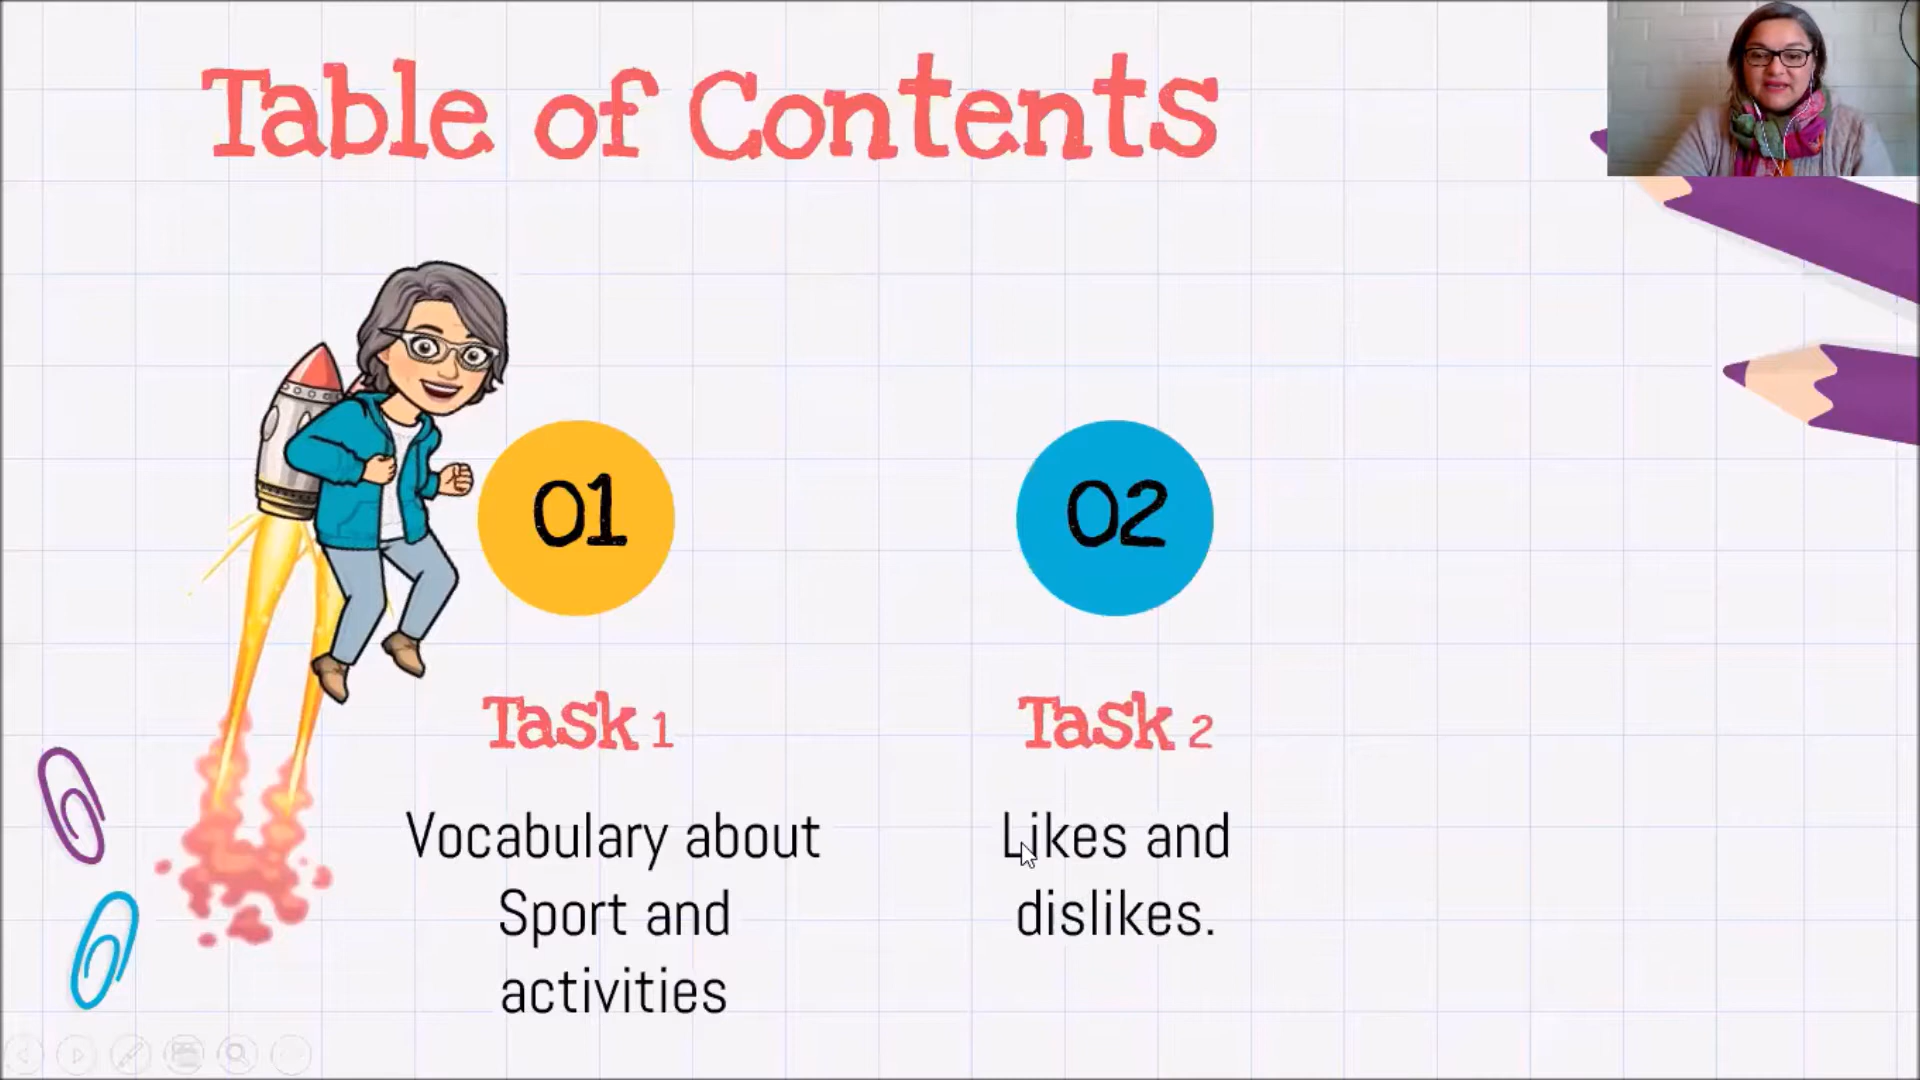 Table of Contents
01
02
Task 1
Task 2
Vocabulary about
Sport and
activities
Likes and
dislikes.